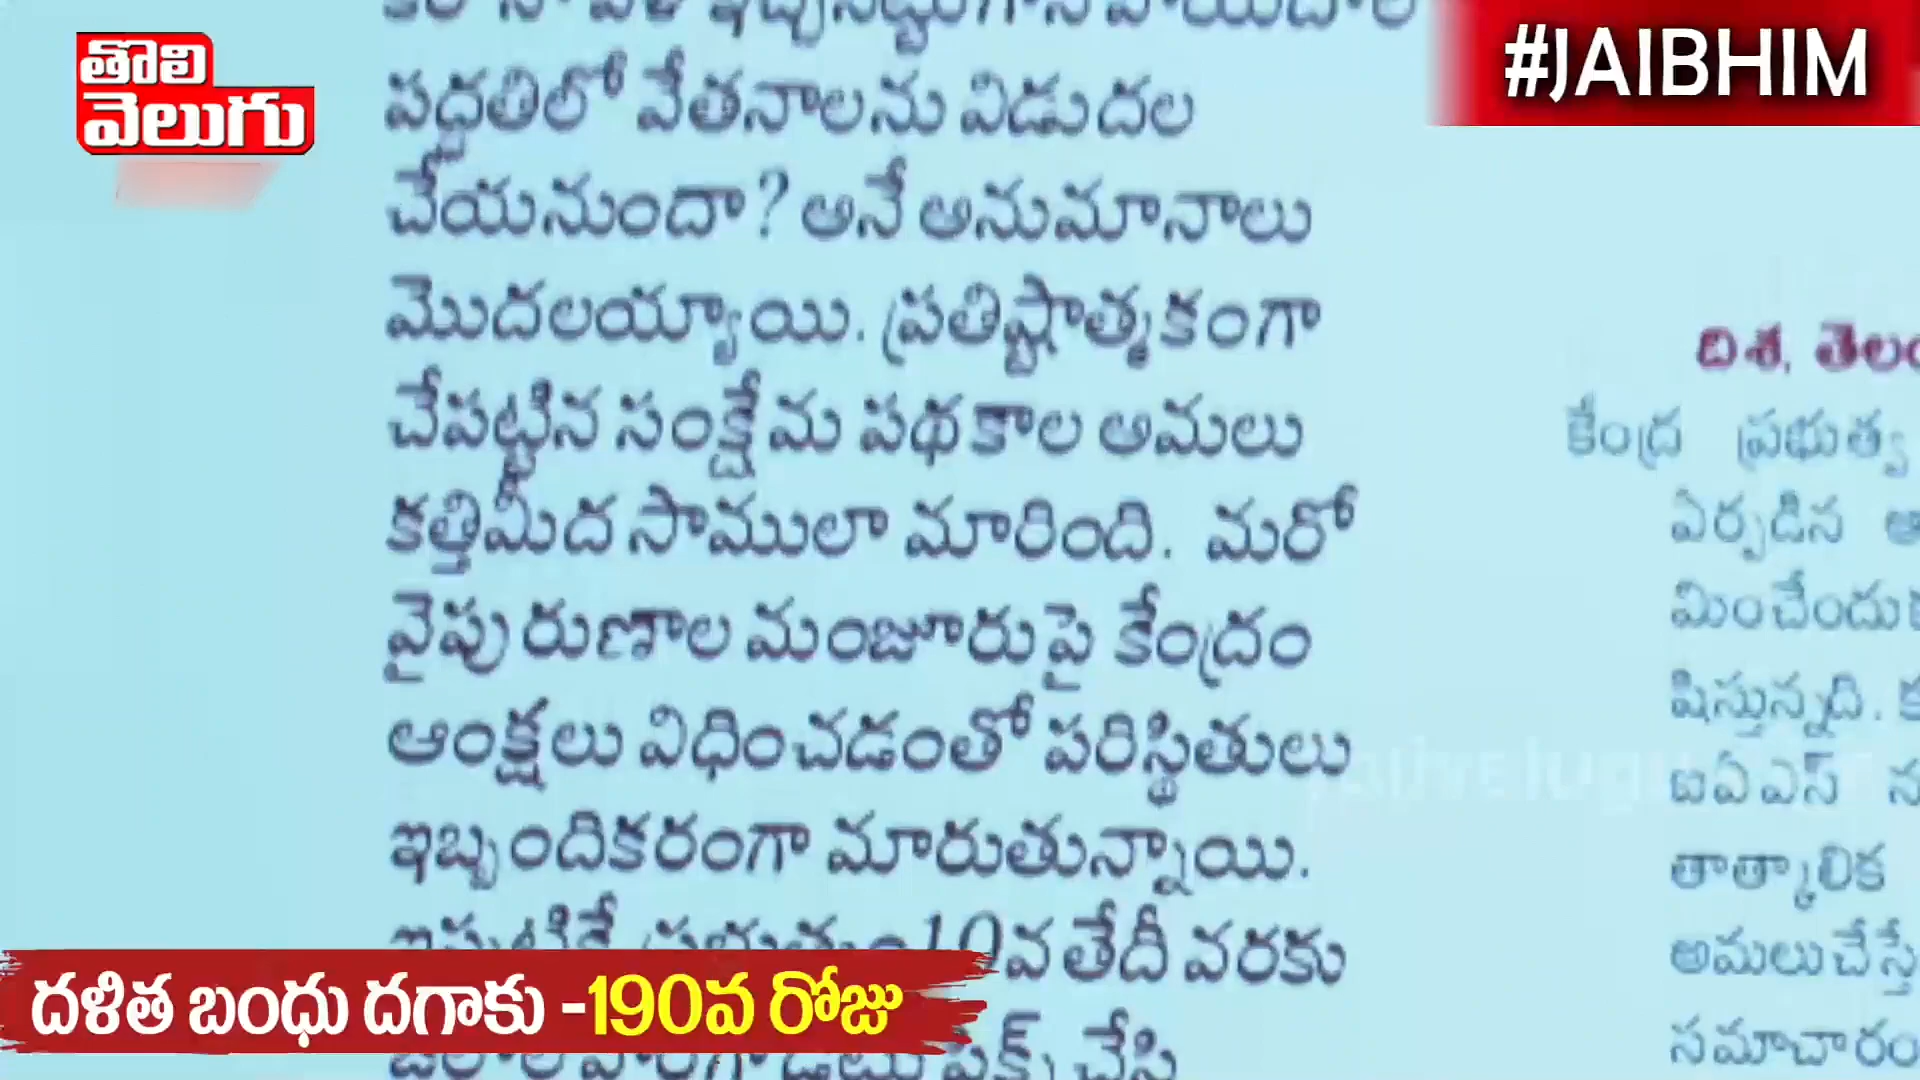 తొలి
వెలుగు
#JAIBHIM
పద్ధతిలో వేతనాలను విడుదల
చేయనుందా? అనే అనుమానాలు
మొదలయ్యాయి. ప్రతిష్టాత్మకంగా
చేపట్టిన సంక్షేమ పథకాల అమలు
కత్తిమీద సాములా మారింది. మరో
వైపు రుణాల మంజూరుపై కేంద్రం
ఆంక్షలు విధించడంతో పరిస్థితులు
ఇబ్బందికరంగా మారుతున్నాయి.
10వ తేదీ వరకు
చేసి
దిశ,
కేంద్ర ప్రభుత్వ
ఏర్పడిన
షిస్తున్నది.
ఐఏఎస్
తాత్కాలిక
అమలుచేస్తే
దళిత బంధు దగాకు -190వ రోజు